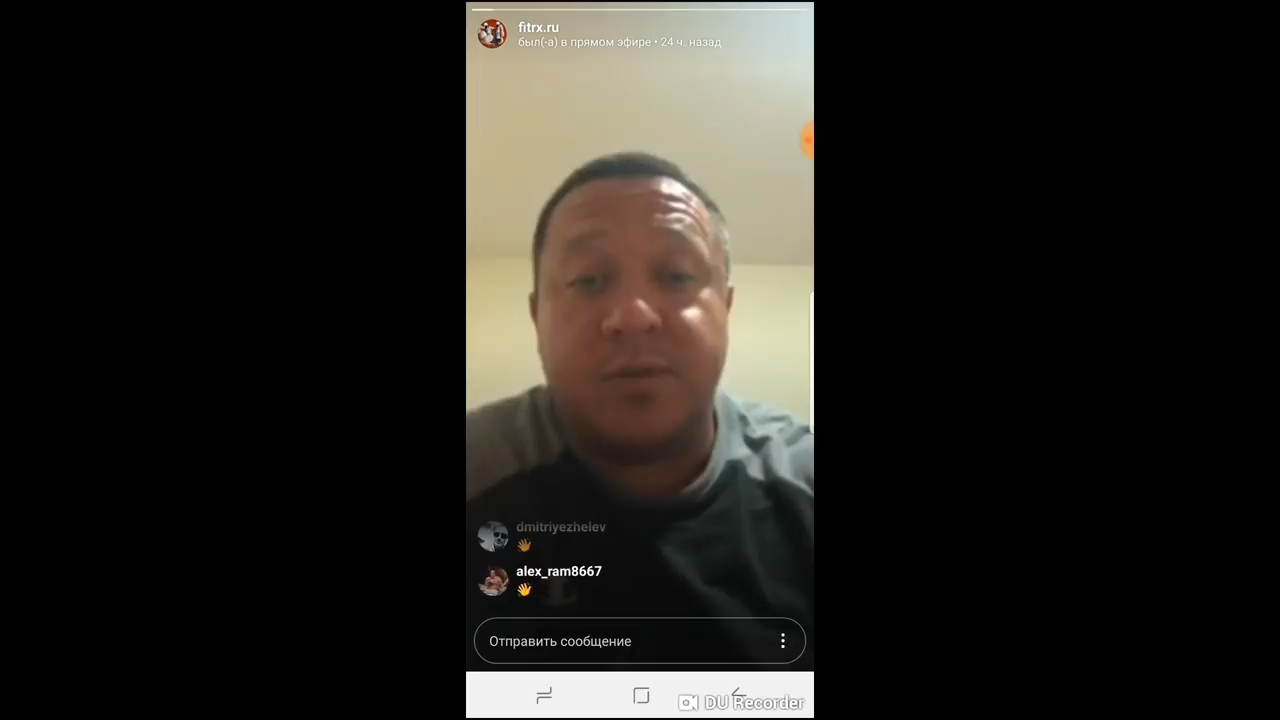 fitrx.ru
был(-а) в прямом эфире • 24 ч. назад
dmitriyezhelev
alex_ram8667
Отправить сообщение
DU Recorder